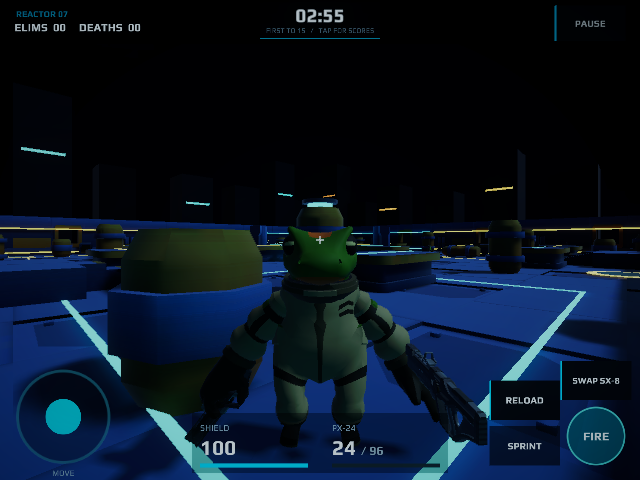 REACTOR 07
ELIMS 00 DEATHS 00
02:55
FIRST TO 15 / TAP FOR SCORES
PAUSE
SWAP SX-8
RELOAD
FIRE
SPRINT
MOVE
SHIELD
100
PX-24
24 / 96